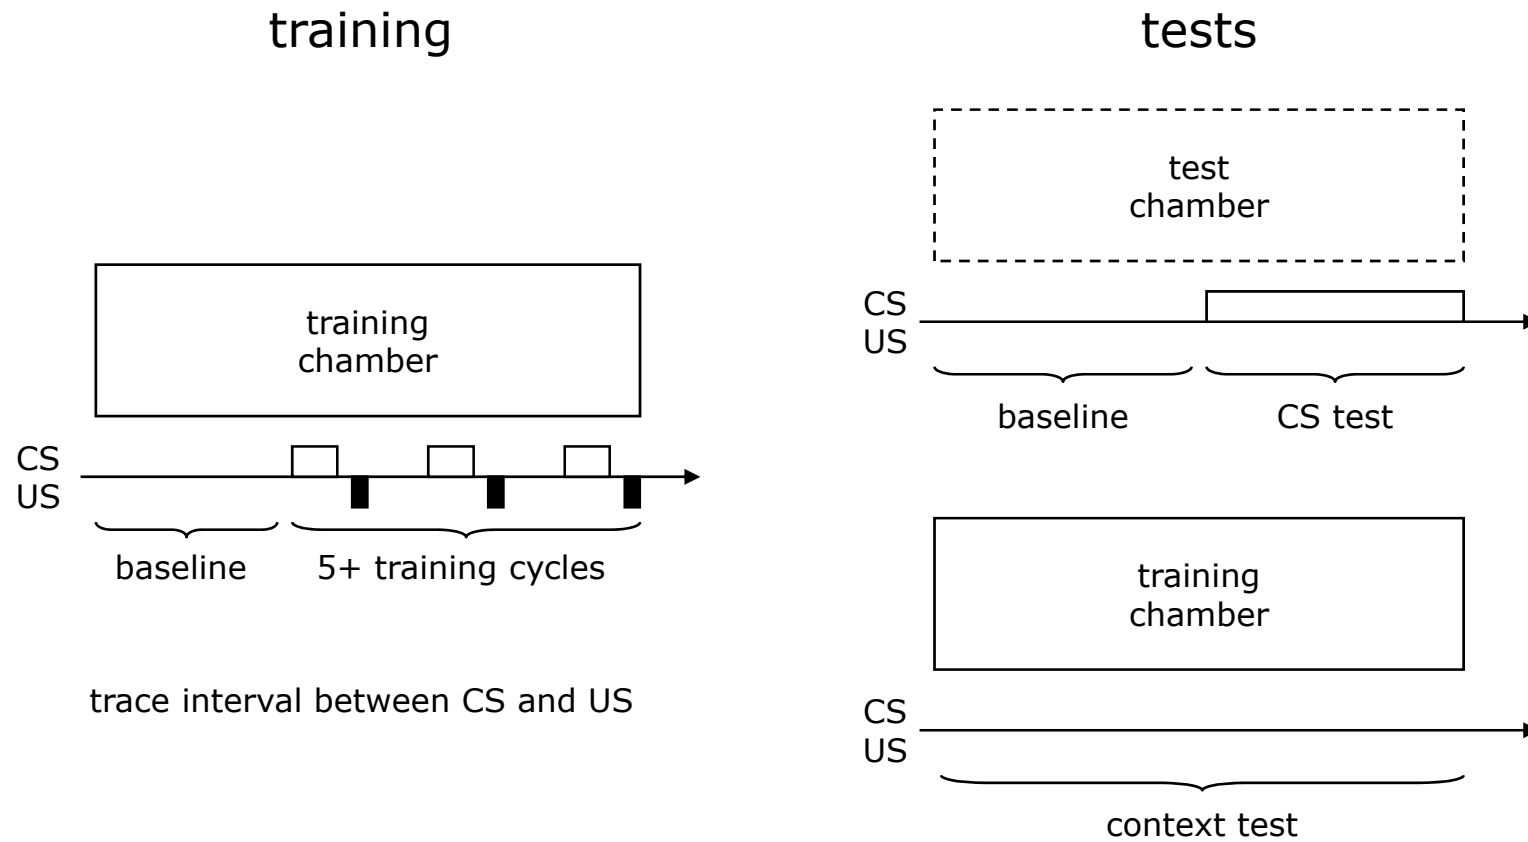 training
training
chamber
CS
US
baseline
5+ training cycles
trace interval between CS and US
tests
test
chamber
CS
US
baseline
CS test
training
chamber
CS
US
context test